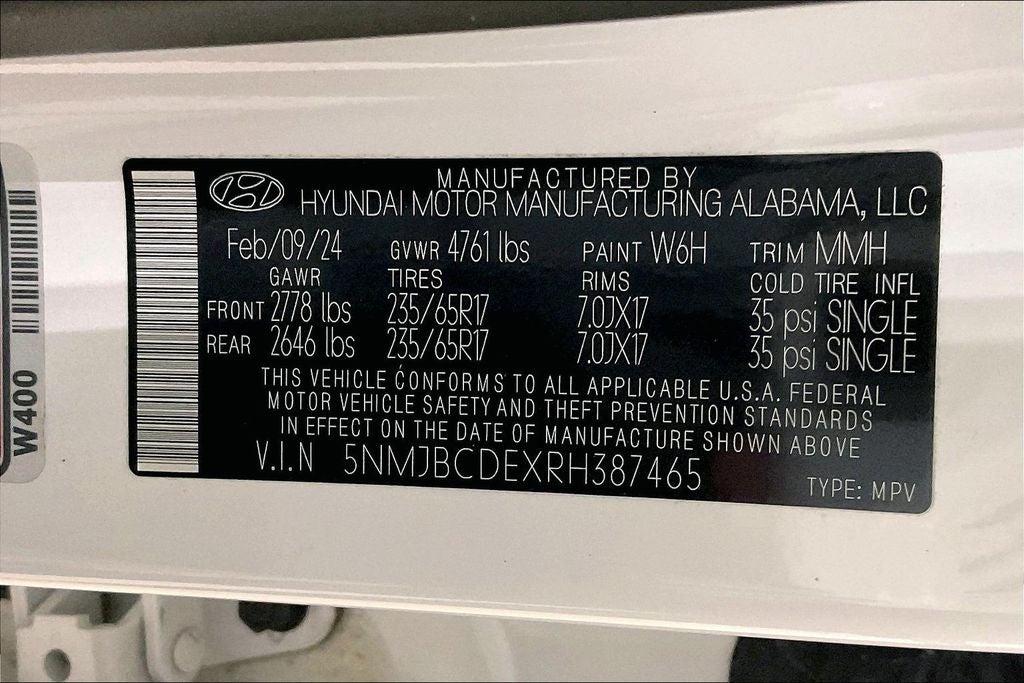 MANUFACTURED BY
HYUNDAI MOTOR MANUFACTURING ALABAMA, LLC
Feb/09/24 GVWR 4761 lbs PAINT W6H TRIM MMH
GAWR TIRES RIMS COLD TIRE INFL
FRONT 2778 lbs 235/65R17 7.0JX17 35 psi SINGLE
REAR 2646 lbs 235/65R17 7.0JX17 35 psi SINGLE
THIS VEHICLE CONFORMS TO ALL APPLICABLE U.S.A. FEDERAL
MOTOR VEHICLE SAFETY AND THEFT PREVENTION STANDARDS
IN EFFECT ON THE DATE OF MANUFACTURE SHOWN ABOVE
V.I.N 5NMJBCDEXRH387465
TYPE: MPV
W400